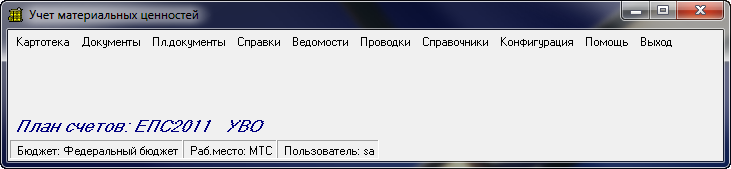 Учет материальных ценностей
Картотека Документы Пл.документы Справки Ведомости Проводки Справочники Конфигурация Помощь Выход
План счетов: ЕПС2011 УВО
Бюджет: Федеральный бюджет Раб.место: МТС Пользователь: sa